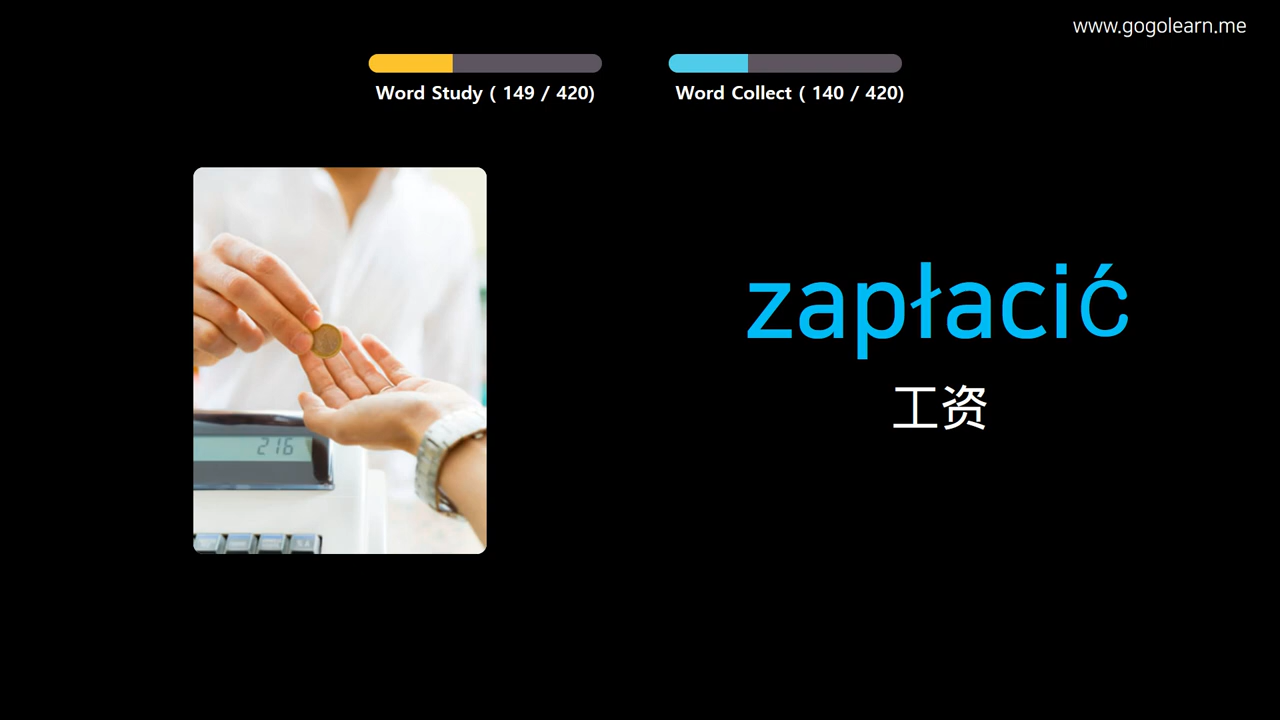 www.gogolearn.me
Word Study ( 149 / 420)
Word Collect ( 140 / 420)
zapłacić
工资
216